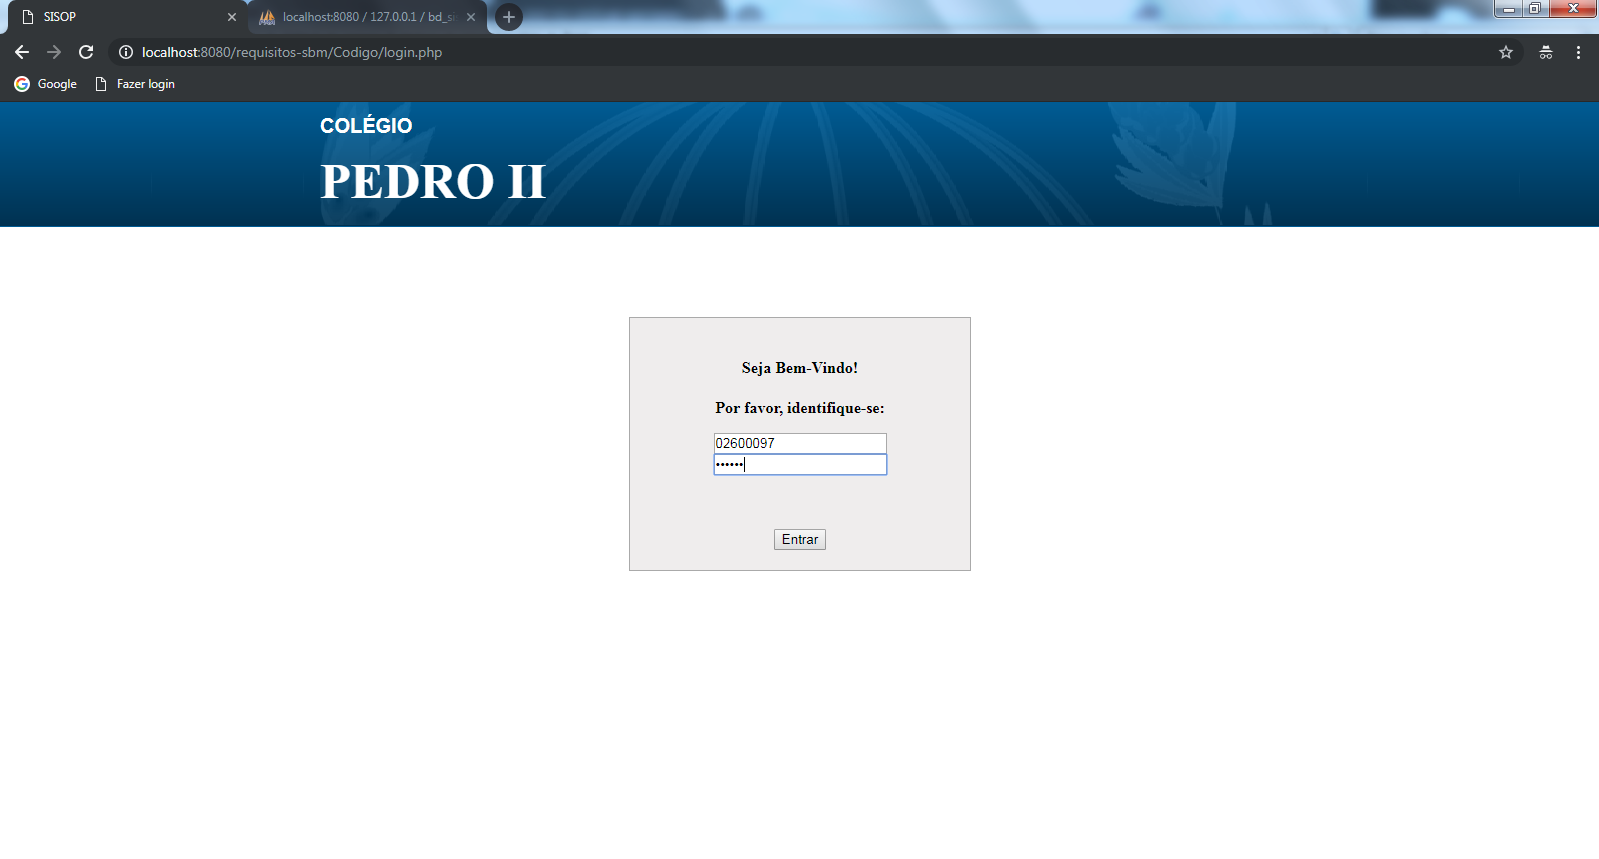 SISOP
localhost:8080 / 127.0.0.1 / bd_si
localhost:8080/requisitos-sbm/Codigo/login.php
Google
Fazer login
COLÉGIO
PEDRO II
Seja Bem-Vindo!
Por favor, identifique-se:
02600097
••••••
Entrar